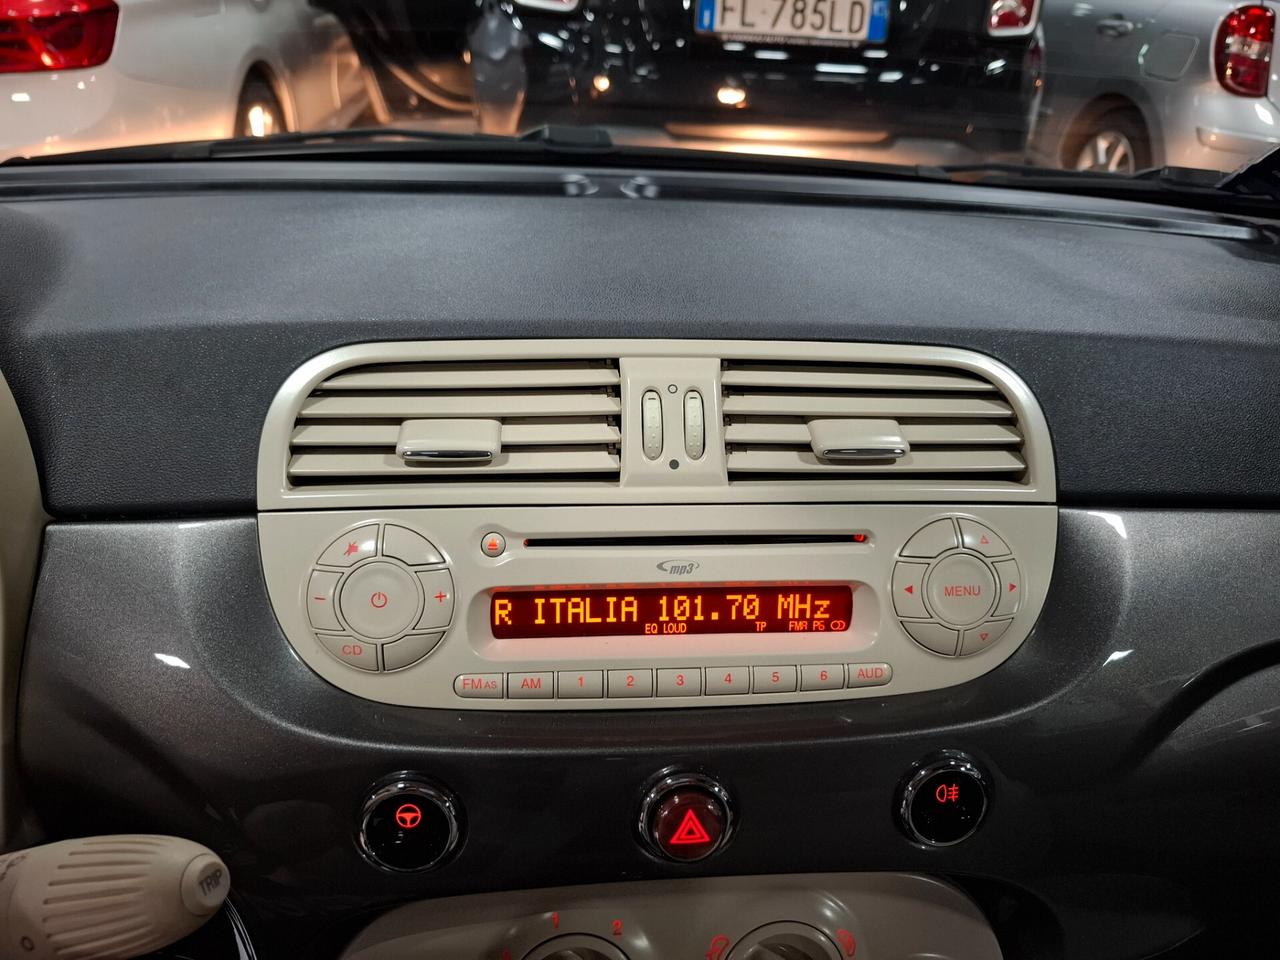 FL·785LD
mp3
R ITALIA 101.70 MHz
EQ LOUD TP FMR PS
MENU
CD
FM AS AM 1 2 3 4 5 6 AUD
TRIP
1 2